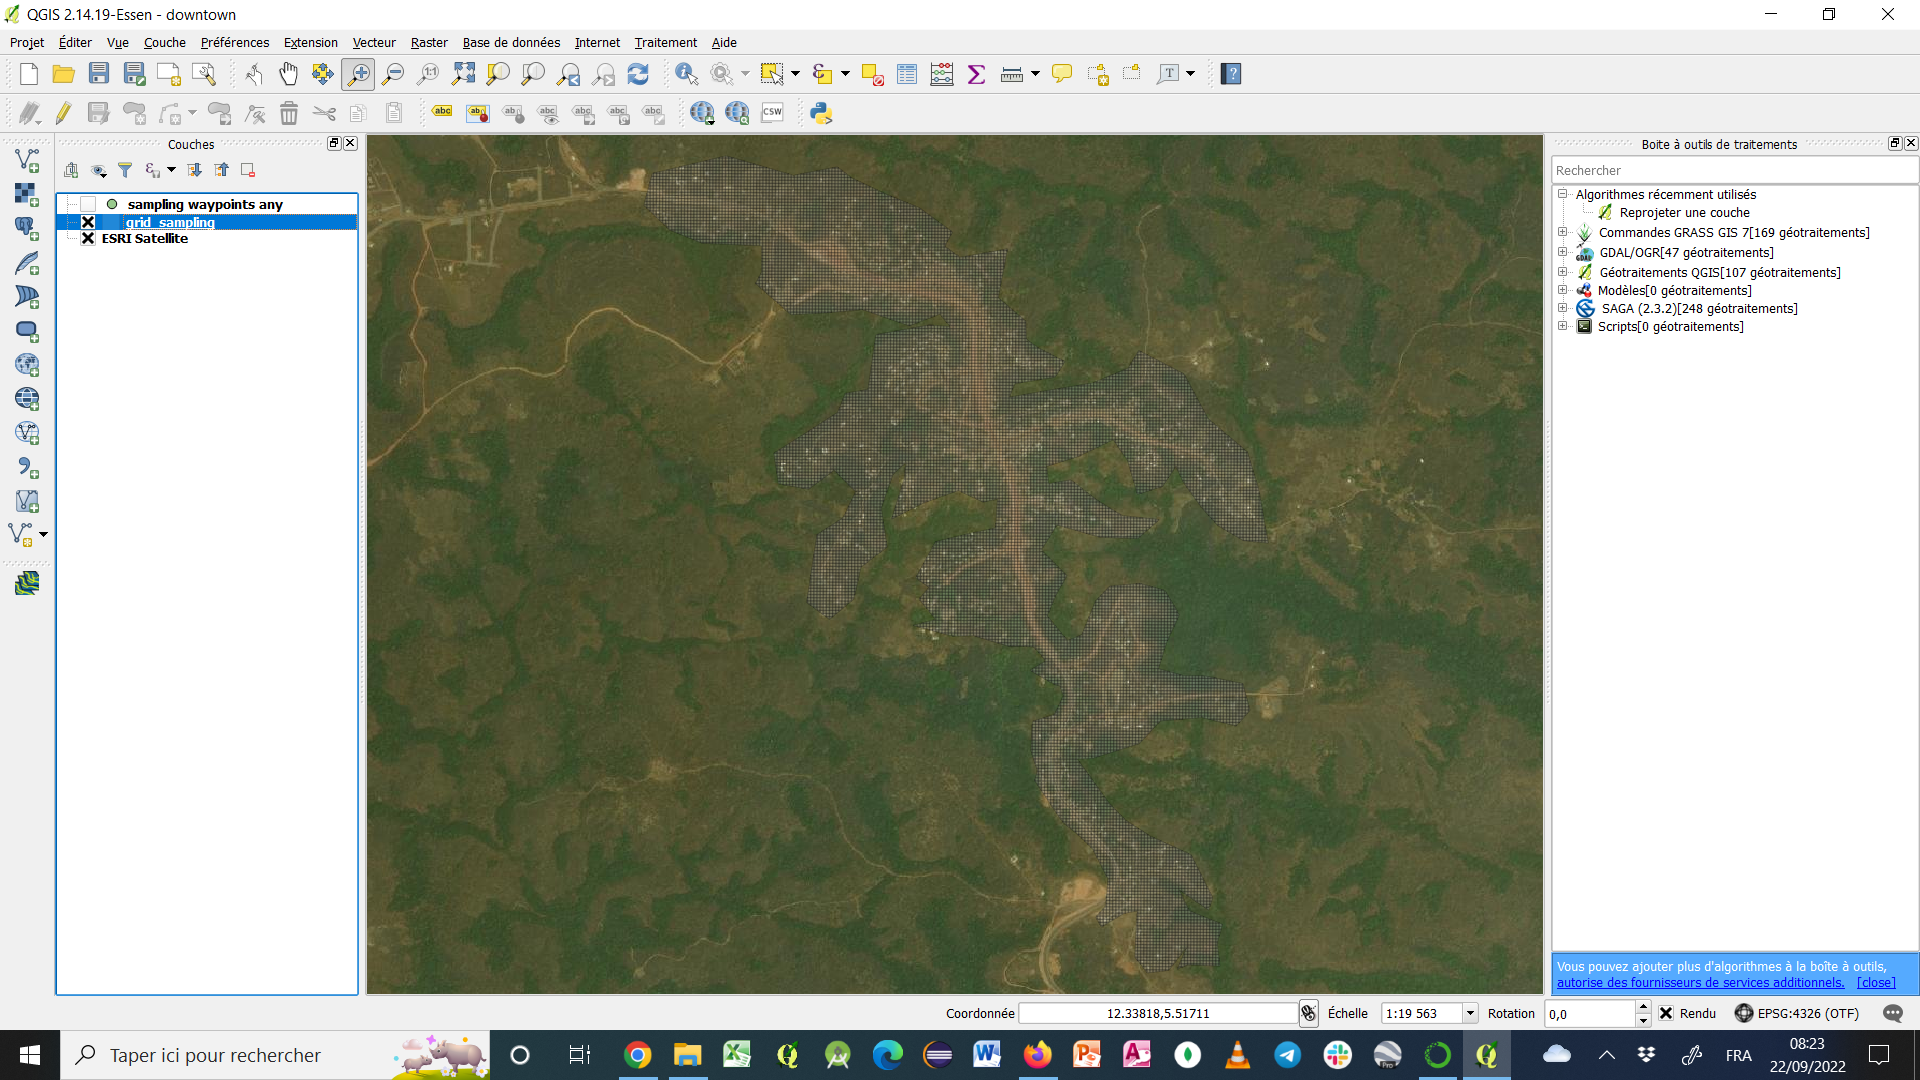 QGIS 2.14.19-Essen - downtown
Projet Éditer Vue Couche Préférences Extension Vecteur Raster Base de données Internet Traitement Aide
Couches
sampling waypoints any
grid_sampling
ESRI Satellite
Boite à outils de traitements
Rechercher
Algorithmes récemment utilisés
Reprojeter une couche
Commandes GRASS GIS 7[169 géotraitements]
GDAL/OGR[47 géotraitements]
Géotraitements QGIS[107 géotraitements]
Modèles[0 géotraitements]
SAGA (2.3.2)[248 géotraitements]
Scripts[0 géotraitements]
Vous pouvez ajouter plus d'algorithmes à la boîte à outils,
autorise des fournisseurs de services additionnels. [close]
Coordonnée 12.33818,5.51711 Échelle 1:19 563 Rotation 0,0 Rendu EPSG:4326 (OTF)
Taper ici pour rechercher
FRA
08:23
22/09/2022